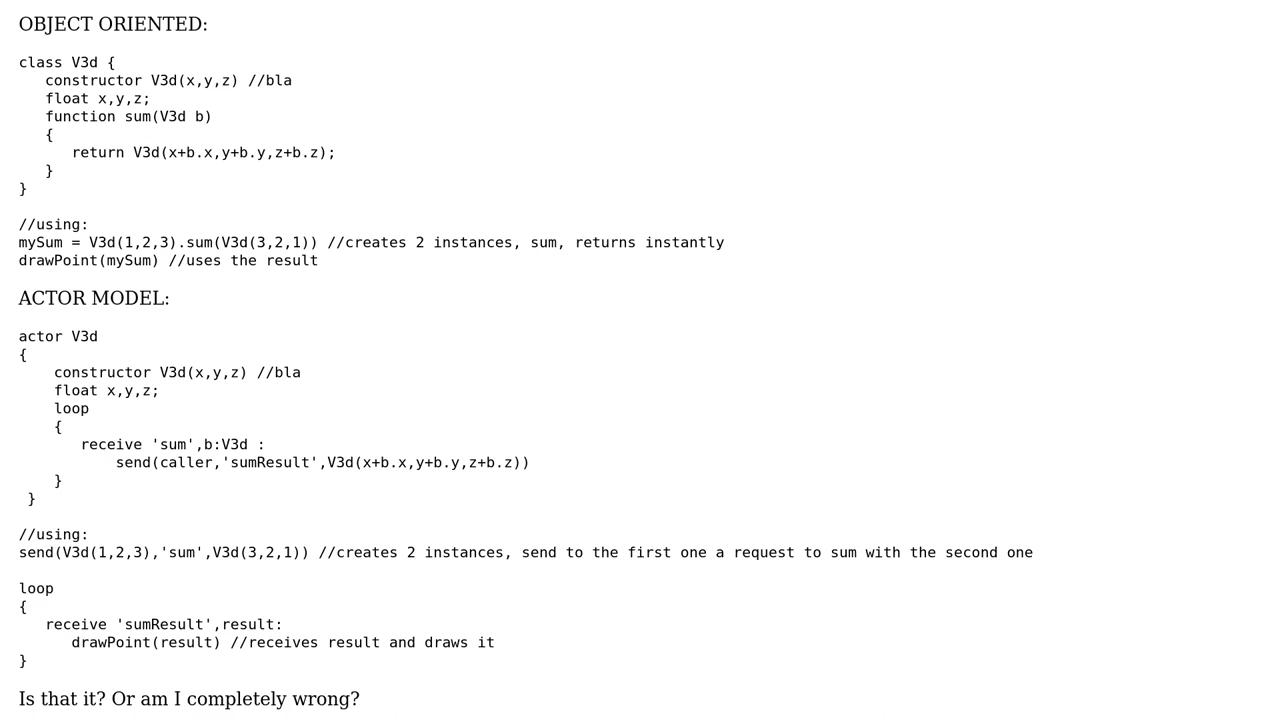 OBJECT ORIENTED:
class V3d {
   constructor V3d(x,y,z) //bla
   float x,y,z;
   function sum(V3d b)
   {
      return V3d(x+b.x,y+b.y,z+b.z);
   }
}
//using:
mySum = V3d(1,2,3).sum(V3d(3,2,1)) //creates 2 instances, sum, returns instantly
drawPoint(mySum) //uses the result
ACTOR MODEL:
actor V3d
{
    constructor V3d(x,y,z) //bla
    float x,y,z;
    loop
    {
       receive 'sum',b:V3d :
           send(caller,'sumResult',V3d(x+b.x,y+b.y,z+b.z))
    }
 }
//using:
send(V3d(1,2,3),'sum',V3d(3,2,1)) //creates 2 instances, send to the first one a request to sum with the second one
loop
{
   receive 'sumResult',result:
      drawPoint(result) //receives result and draws it
}
Is that it? Or am I completely wrong?